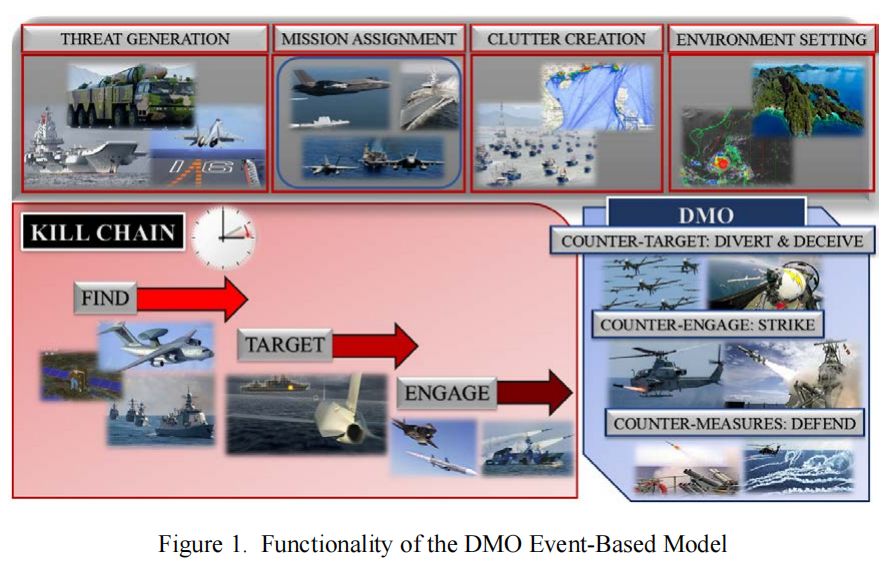 THREAT GENERATION
MISSION ASSIGNMENT
CLUTTER CREATION
ENVIRONMENT SETTING
16
KILL CHAIN
FIND
TARGET
ENGAGE
DMO
COUNTER-TARGET: DIVERT & DECEIVE
COUNTER-ENGAGE: STRIKE
COUNTER-MEASURES: DEFEND
Figure 1. Functionality of the DMO Event-Based Model